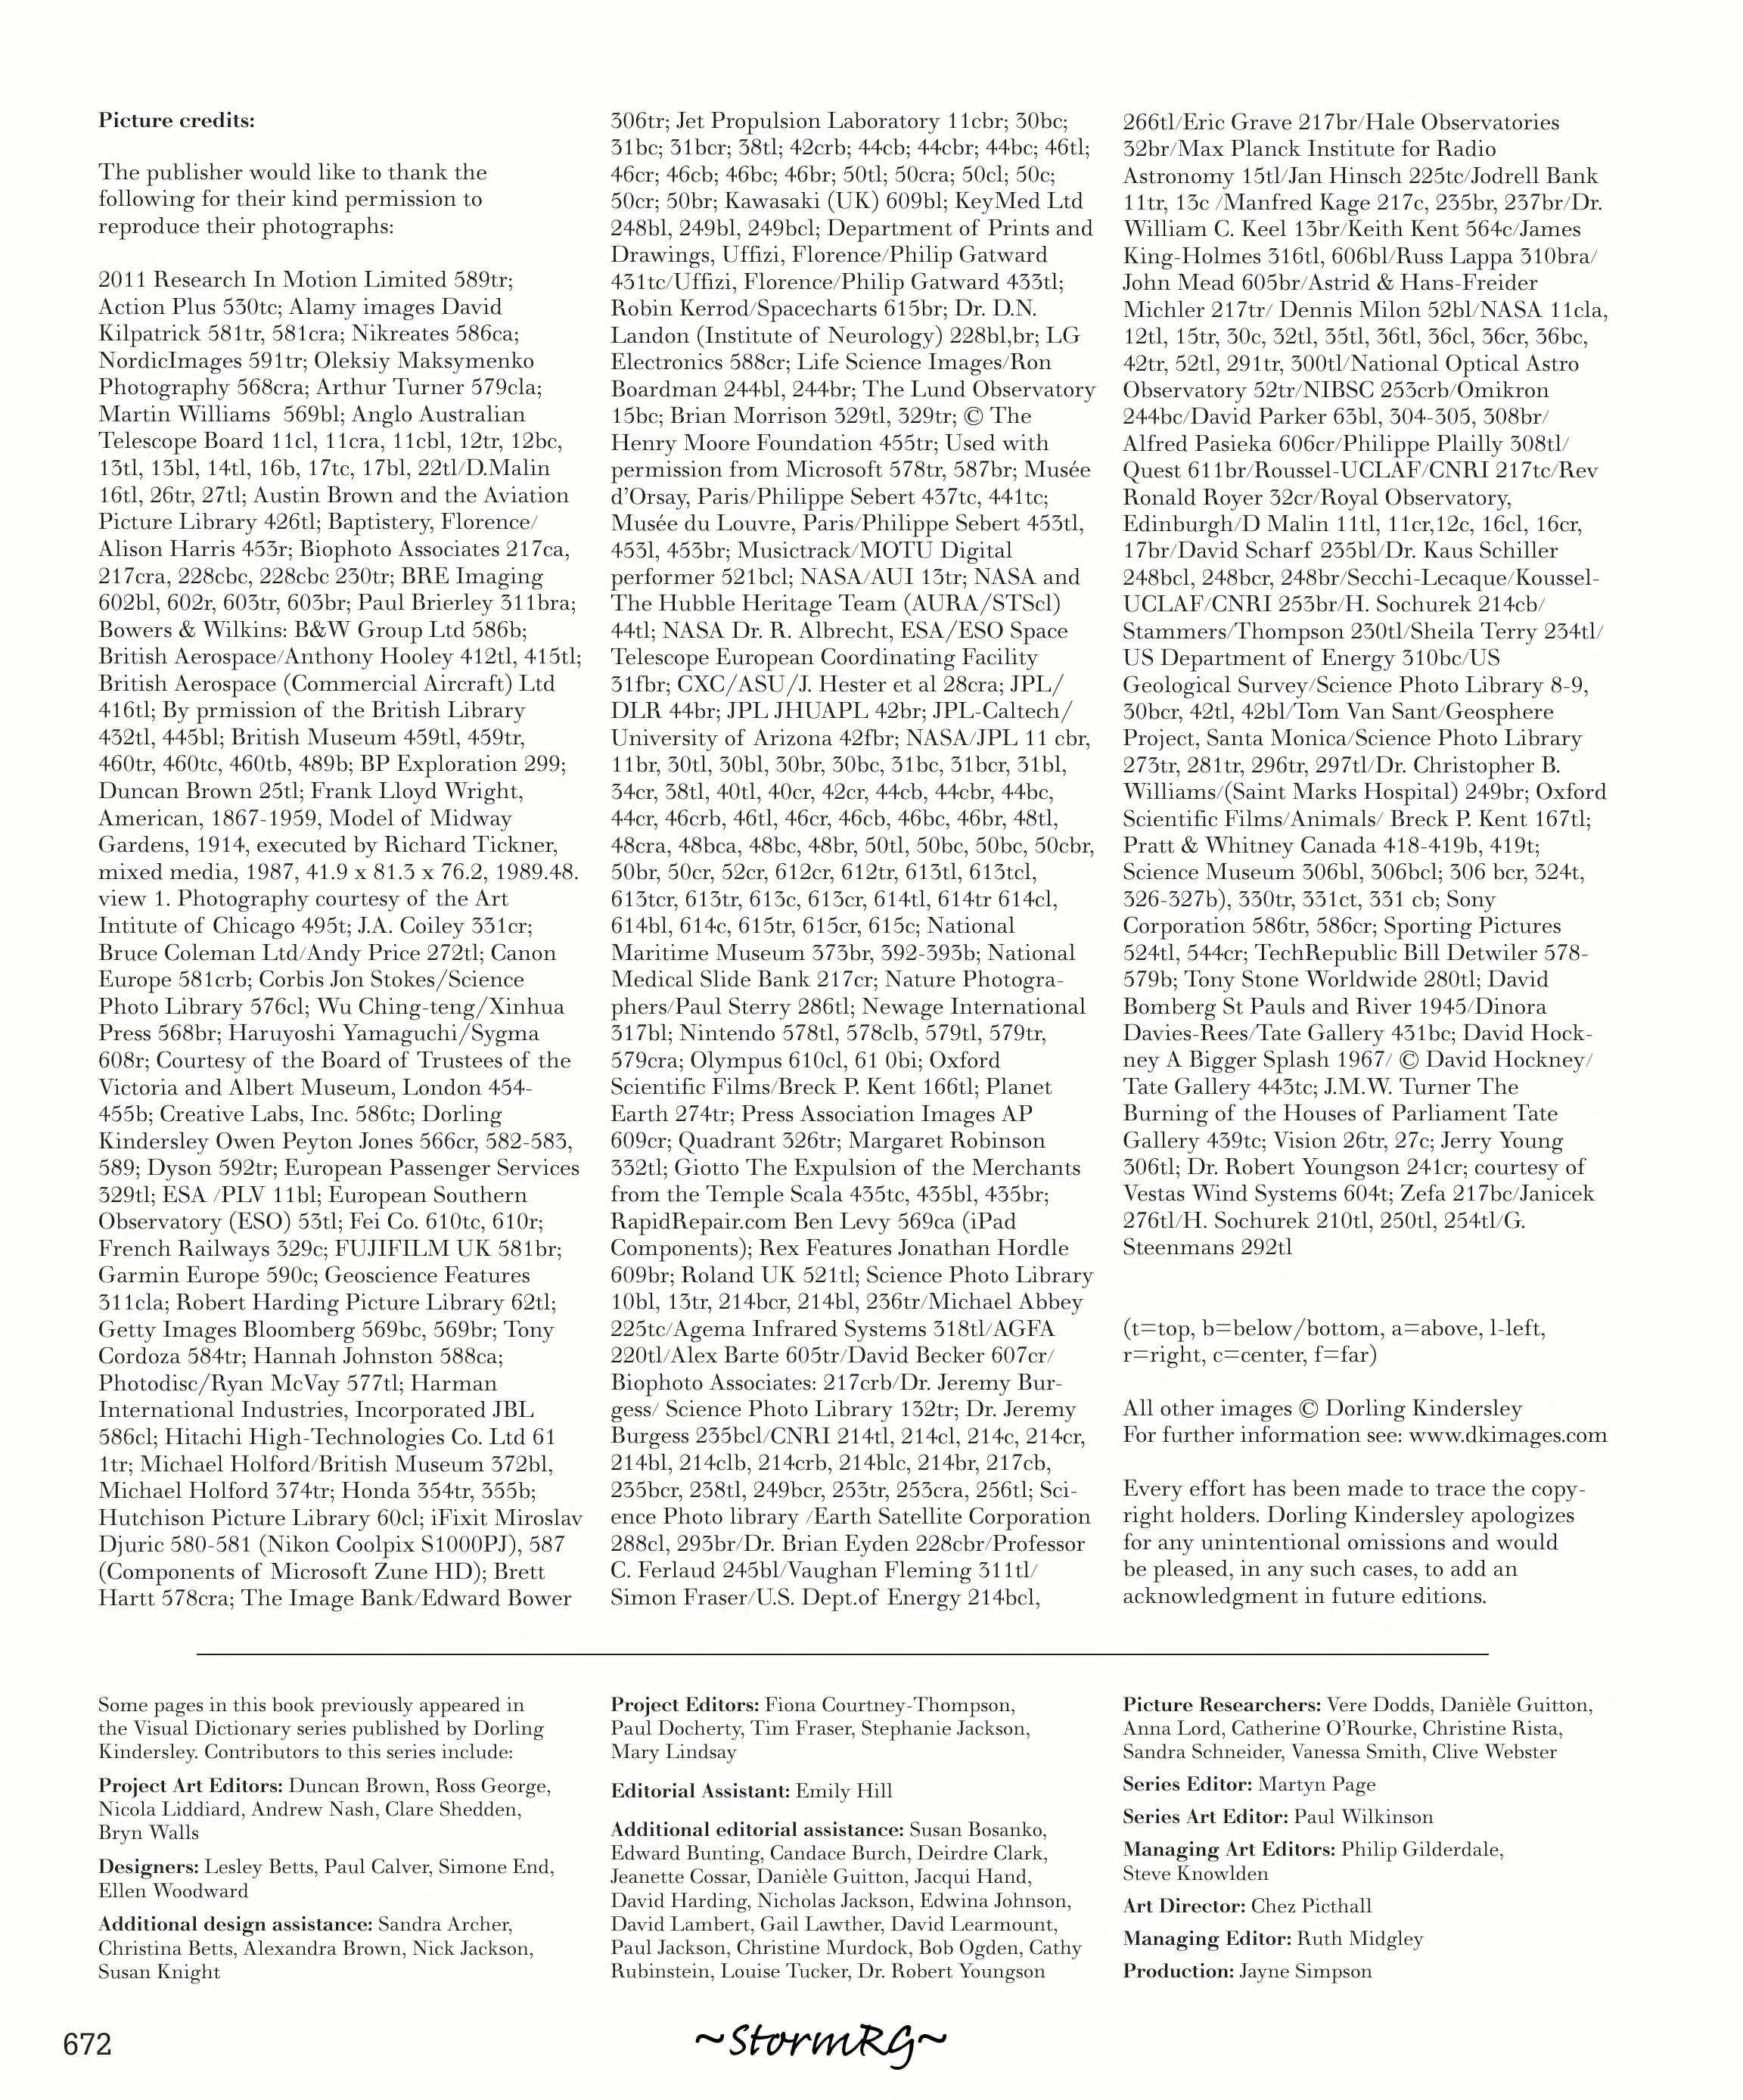 Picture credits:
The publisher would like to thank the
following for their kind permission to
reproduce their photographs:
2011 Research In Motion Limited 589tr;
Action Plus 530tc; Alamy images David
Kilpatrick 581tr, 581cra; Nikreates 586ca;
NordicImages 591tr; Oleksiy Maksymenko
Photography 568cra; Arthur Turner 579cla;
Martin Williams 569bl; Anglo Australian
Telescope Board 11cl, 11cra, 11cbl, 12tr, 12bc,
13tl, 13bl, 14tl, 16b, 17tc, 17bl, 22tl/D.Malin
16tl, 26tr, 27tl; Austin Brown and the Aviation
Picture Library 426tl; Baptistery, Florence/
Alison Harris 453r; Biophoto Associates 217ca,
217cra, 228cbc, 228cbc 230tr; BRE Imaging
602bl, 602r, 603tr, 603br; Paul Brierley 311bra;
Bowers & Wilkins: B&W Group Ltd 586b;
British Aerospace/Anthony Hooley 412tl, 415tl;
British Aerospace (Commercial Aircraft) Ltd
416tl; By prmission of the British Library
432tl, 445bl; British Museum 459tl, 459tr,
460tr, 460tc, 460tb, 489b; BP Exploration 299;
Duncan Brown 25tl; Frank Lloyd Wright,
American, 1867-1959, Model of Midway
Gardens, 1914, executed by Richard Tickner,
mixed media, 1987, 41.9 x 81.3 x 76.2, 1989.48.
view 1. Photography courtesy of the Art
Intitute of Chicago 495t; J.A. Coiley 331cr;
Bruce Coleman Ltd/Andy Price 272tl; Canon
Europe 581crb; Corbis Jon Stokes/Science
Photo Library 576cl; Wu Ching-teng/Xinhua
Press 568br; Haruyoshi Yamaguchi/Sygma
608r; Courtesy of the Board of Trustees of the
Victoria and Albert Museum, London 454-
455b; Creative Labs, Inc. 586tc; Dorling
Kindersley Owen Peyton Jones 566cr, 582-583,
589; Dyson 592tr; European Passenger Services
329tl; ESA /PLV 11bl; European Southern
Observatory (ESO) 53tl; Fei Co. 610tc, 610r;
French Railways 329c; FUJIFILM UK 581br;
Garmin Europe 590c; Geoscience Features
311cla; Robert Harding Picture Library 62tl;
Getty Images Bloomberg 569bc, 569br; Tony
Cordoza 584tr; Hannah Johnston 588ca;
Photodisc/Ryan McVay 577tl; Harman
International Industries, Incorporated JBL
586cl; Hitachi High-Technologies Co. Ltd 61
1tr; Michael Holford/British Museum 372bl,
Michael Holford 374tr; Honda 354tr, 355b;
Hutchison Picture Library 60cl; iFixit Miroslav
Djuric 580-581 (Nikon Coolpix S1000PJ), 587
(Components of Microsoft Zune HD); Brett
Hartt 578cra; The Image Bank/Edward Bower
306tr; Jet Propulsion Laboratory 11cbr; 30bc;
31bc; 31bcr; 38tl; 42crb; 44cb; 44cbr; 44bc; 46tl;
46cr; 46cb; 46bc; 46br; 50tl; 50cra; 50cl; 50c;
50cr; 50br; Kawasaki (UK) 609bl; KeyMed Ltd
248bl, 249bl, 249bcl; Department of Prints and
Drawings, Uffizi, Florence/Philip Gatward
431tc/Uffizi, Florence/Philip Gatward 433tl;
Robin Kerrod/Spacecharts 615br; Dr. D.N.
Landon (Institute of Neurology) 228bl,br; LG
Electronics 588cr; Life Science Images/Ron
Boardman 244bl, 244br; The Lund Observatory
15bc; Brian Morrison 329tl, 329tr; © The
Henry Moore Foundation 455tr; Used with
permission from Microsoft 578tr, 587br; Musée
d'Orsay, Paris/Philippe Sebert 437tc, 441tc;
Musée du Louvre, Paris/Philippe Sebert 453tl,
453l, 453br; Musictrack/MOTU Digital
performer 521bcl; NASA/AUI 13tr; NASA and
The Hubble Heritage Team (AURA/STScl)
44tl; NASA Dr. R. Albrecht, ESA/ESO Space
Telescope European Coordinating Facility
31fbr; CXC/ASU/J. Hester et al 28cra; JPL/
DLR 44br; JPL JHUAPL 42br; JPL-Caltech/
University of Arizona 42fbr; NASA/JPL 11 cbr,
11br, 30tl, 30bl, 30br, 30bc, 31bc, 31bcr, 31bl,
34cr, 38tl, 40tl, 40cr, 42cr, 44cb, 44cbr, 44bc,
44cr, 46crb, 46tl, 46cr, 46cb, 46bc, 46br, 48tl,
48cra, 48bca, 48bc, 48br, 50tl, 50bc, 50bc, 50cbr,
50br, 50cr, 52cr, 612cr, 612tr, 613tl, 613tcl,
613tcr, 613tr, 613c, 613cr, 614tl, 614tr 614cl,
614bl, 614c, 615tr, 615cr, 615c; National
Maritime Museum 373br, 392-393b; National
Medical Slide Bank 217cr; Nature Photogra-
phers/Paul Sterry 286tl; Newage International
317bl; Nintendo 578tl, 578clb, 579tl, 579tr,
579cra; Olympus 610cl, 61 0bi; Oxford
Scientific Films/Breck P. Kent 166tl; Planet
Earth 274tr; Press Association Images AP
609cr; Quadrant 326tr; Margaret Robinson
332tl; Giotto The Expulsion of the Merchants
from the Temple Scala 435tc, 435bl, 435br;
RapidRepair.com Ben Levy 569ca (iPad
Components); Rex Features Jonathan Hordle
609br; Roland UK 521tl; Science Photo Library
10bl, 13tr, 214bcr, 214bl, 236tr/Michael Abbey
225tc/Agema Infrared Systems 318tl/AGFA
220tl/Alex Barte 605tr/David Becker 607cr/
Biophoto Associates: 217crb/Dr. Jeremy Bur-
gess/ Science Photo Library 132tr; Dr. Jeremy
Burgess 235bcl/CNRI 214tl, 214cl, 214c, 214cr,
214bl, 214clb, 214crb, 214blc, 214br, 217cb,
235bcr, 238tl, 249bcr, 253tr, 253cra, 256tl; Sci-
ence Photo library /Earth Satellite Corporation
288cl, 293br/Dr. Brian Eyden 228cbr/Professor
C. Ferlaud 245bl/Vaughan Fleming 311tl/
Simon Fraser/U.S. Dept.of Energy 214bcl,
266tl/Eric Grave 217br/Hale Observatories
32br/Max Planck Institute for Radio
Astronomy 15tl/Jan Hinsch 225tc/Jodrell Bank
11tr, 13c /Manfred Kage 217c, 235br, 237br/Dr.
William C. Keel 13br/Keith Kent 564c/James
King-Holmes 316tl, 606bl/Russ Lappa 310bra/
John Mead 605br/Astrid & Hans-Freider
Michler 217tr/ Dennis Milon 52bl/NASA 11cla,
12tl, 15tr, 30c, 32tl, 35tl, 36tl, 36cl, 36cr, 36bc,
42tr, 52tl, 291tr, 300tl/National Optical Astro
Observatory 52tr/NIBSC 253crb/Omikron
244bc/David Parker 63bl, 304-305, 308br/
Alfred Pasieka 606cr/Philippe Plailly 308tl/
Quest 611br/Roussel-UCLAF/CNRI 217tc/Rev
Ronald Royer 32cr/Royal Observatory,
Edinburgh/D Malin 11tl, 11cr,12c, 16cl, 16cr,
17br/David Scharf 235bl/Dr. Kaus Schiller
248bcl, 248bcr, 248br/Secchi-Lecaque/Koussel-
UCLAF/CNRI 253br/H. Sochurek 214cb/
Stammers/Thompson 230tl/Sheila Terry 234tl/
US Department of Energy 310bc/US
Geological Survey/Science Photo Library 8-9,
30bcr, 42tl, 42bl/Tom Van Sant/Geosphere
Project, Santa Monica/Science Photo Library
273tr, 281tr, 296tr, 297tl/Dr. Christopher B.
Williams/(Saint Marks Hospital) 249br; Oxford
Scientific Films/Animals/ Breck P. Kent 167tl;
Pratt & Whitney Canada 418-419b, 419t;
Science Museum 306bl, 306bcl; 306 bcr, 324t,
326-327b), 330tr, 331ct, 331 cb; Sony
Corporation 586tr, 586cr; Sporting Pictures
524tl, 544cr; TechRepublic Bill Detwiler 578-
579b; Tony Stone Worldwide 280tl; David
Bomberg St Pauls and River 1945/Dinora
Davies-Rees/Tate Gallery 431bc; David Hock-
ney A Bigger Splash 1967/ © David Hockney/
Tate Gallery 443tc; J.M.W. Turner The
Burning of the Houses of Parliament Tate
Gallery 439tc; Vision 26tr, 27c; Jerry Young
306tl; Dr. Robert Youngson 241cr; courtesy of
Vestas Wind Systems 604t; Zefa 217bc/Janicek
276tl/H. Sochurek 210tl, 250tl, 254tl/G.
Steenmans 292tl
(t=top, b=below/bottom, a=above, l-left,
r=right, c=center, f=far)
All other images © Dorling Kindersley
For further information see: www.dkimages.com
Every effort has been made to trace the copy-
right holders. Dorling Kindersley apologizes
for any unintentional omissions and would
be pleased, in any such cases, to add an
acknowledgment in future editions.
Some pages in this book previously appeared in
the Visual Dictionary series published by Dorling
Kindersley. Contributors to this series include:
Project Art Editors: Duncan Brown, Ross George,
Nicola Liddiard, Andrew Nash, Clare Shedden,
Bryn Walls
Designers: Lesley Betts, Paul Calver, Simone End,
Ellen Woodward
Additional design assistance: Sandra Archer,
Christina Betts, Alexandra Brown, Nick Jackson,
Susan Knight
Project Editors: Fiona Courtney-Thompson,
Paul Docherty, Tim Fraser, Stephanie Jackson,
Mary Lindsay
Editorial Assistant: Emily Hill
Additional editorial assistance: Susan Bosanko,
Edward Bunting, Candace Burch, Deirdre Clark,
Jeanette Cossar, Danièle Guitton, Jacqui Hand,
David Harding, Nicholas Jackson, Edwina Johnson,
David Lambert, Gail Lawther, David Learmount,
Paul Jackson, Christine Murdock, Bob Ogden, Cathy
Rubinstein, Louise Tucker, Dr. Robert Youngson
Picture Researchers: Vere Dodds, Danièle Guitton,
Anna Lord, Catherine O'Rourke, Christine Rista,
Sandra Schneider, Vanessa Smith, Clive Webster
Series Editor: Martyn Page
Series Art Editor: Paul Wilkinson
Managing Art Editors: Philip Gilderdale,
Steve Knowlden
Art Director: Chez Picthall
Managing Editor: Ruth Midgley
Production: Jayne Simpson
672
~StormRG~